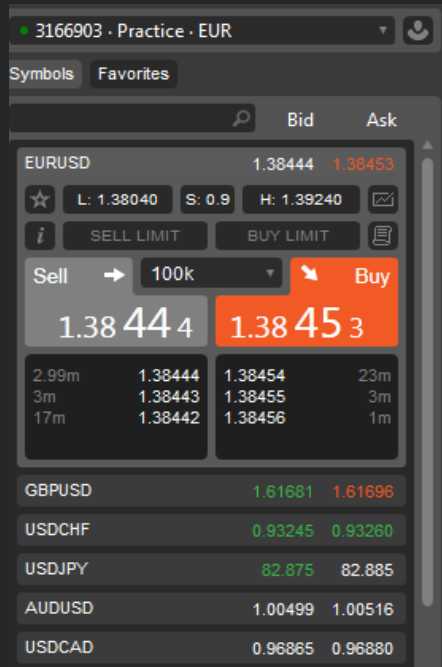 3166903 · Practice · EUR
Symbols Favorites
Bid Ask
EURUSD 1.38444 1.38453
L: 1.38040 S: 0.9 H: 1.39240
i SELL LIMIT BUY LIMIT
Sell 100k Buy
1.38 44 4 1.38 45 3
2.99m 1.38444 1.38454 23m
3m 1.38443 1.38455 3m
17m 1.38442 1.38456 1m
GBPUSD 1.61681 1.61696
USDCHF 0.93245 0.93260
USDJPY 82.875 82.885
AUDUSD 1.00499 1.00516
USDCAD 0.96865 0.96880